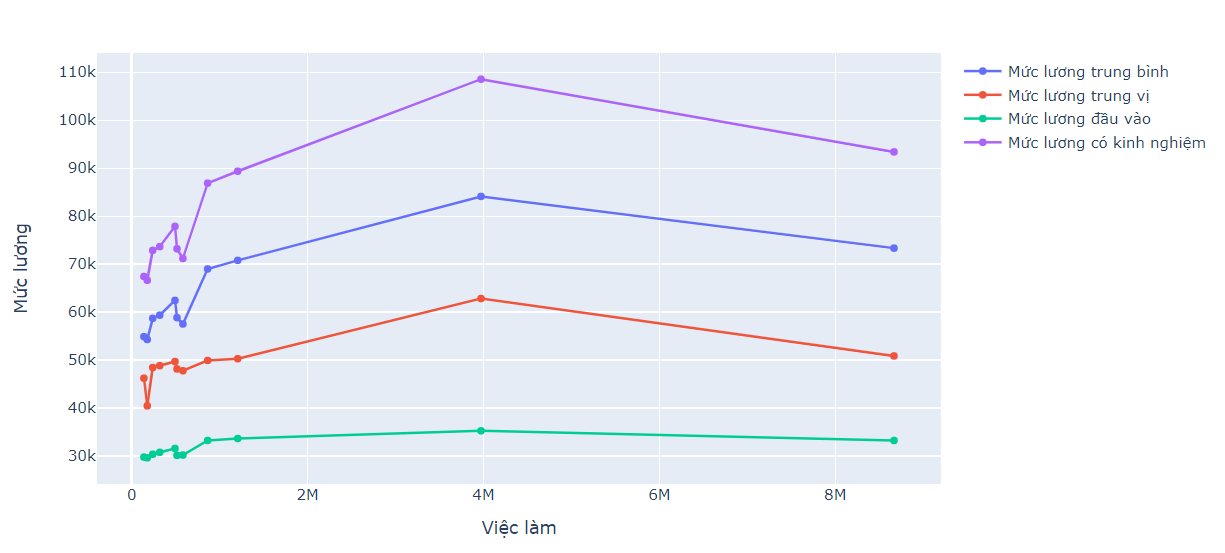 110k
100k
90k
80k
70k
60k
50k
40k
30k
0 2M 4M 6M 8M
Việc làm
Mức lương
Mức lương trung bình
Mức lương trung vị
Mức lương đầu vào
Mức lương có kinh nghiệm